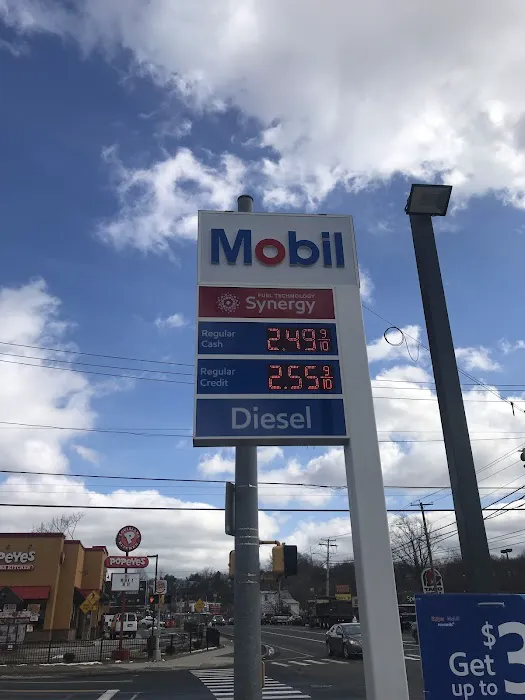 Mobil
FUEL TECHNOLOGY
Synergy
Regular
Cash
2.49 9/10
Regular
Credit
2.55 9/10
Diesel
POPEYES
POPEYES
$3
Get
up to